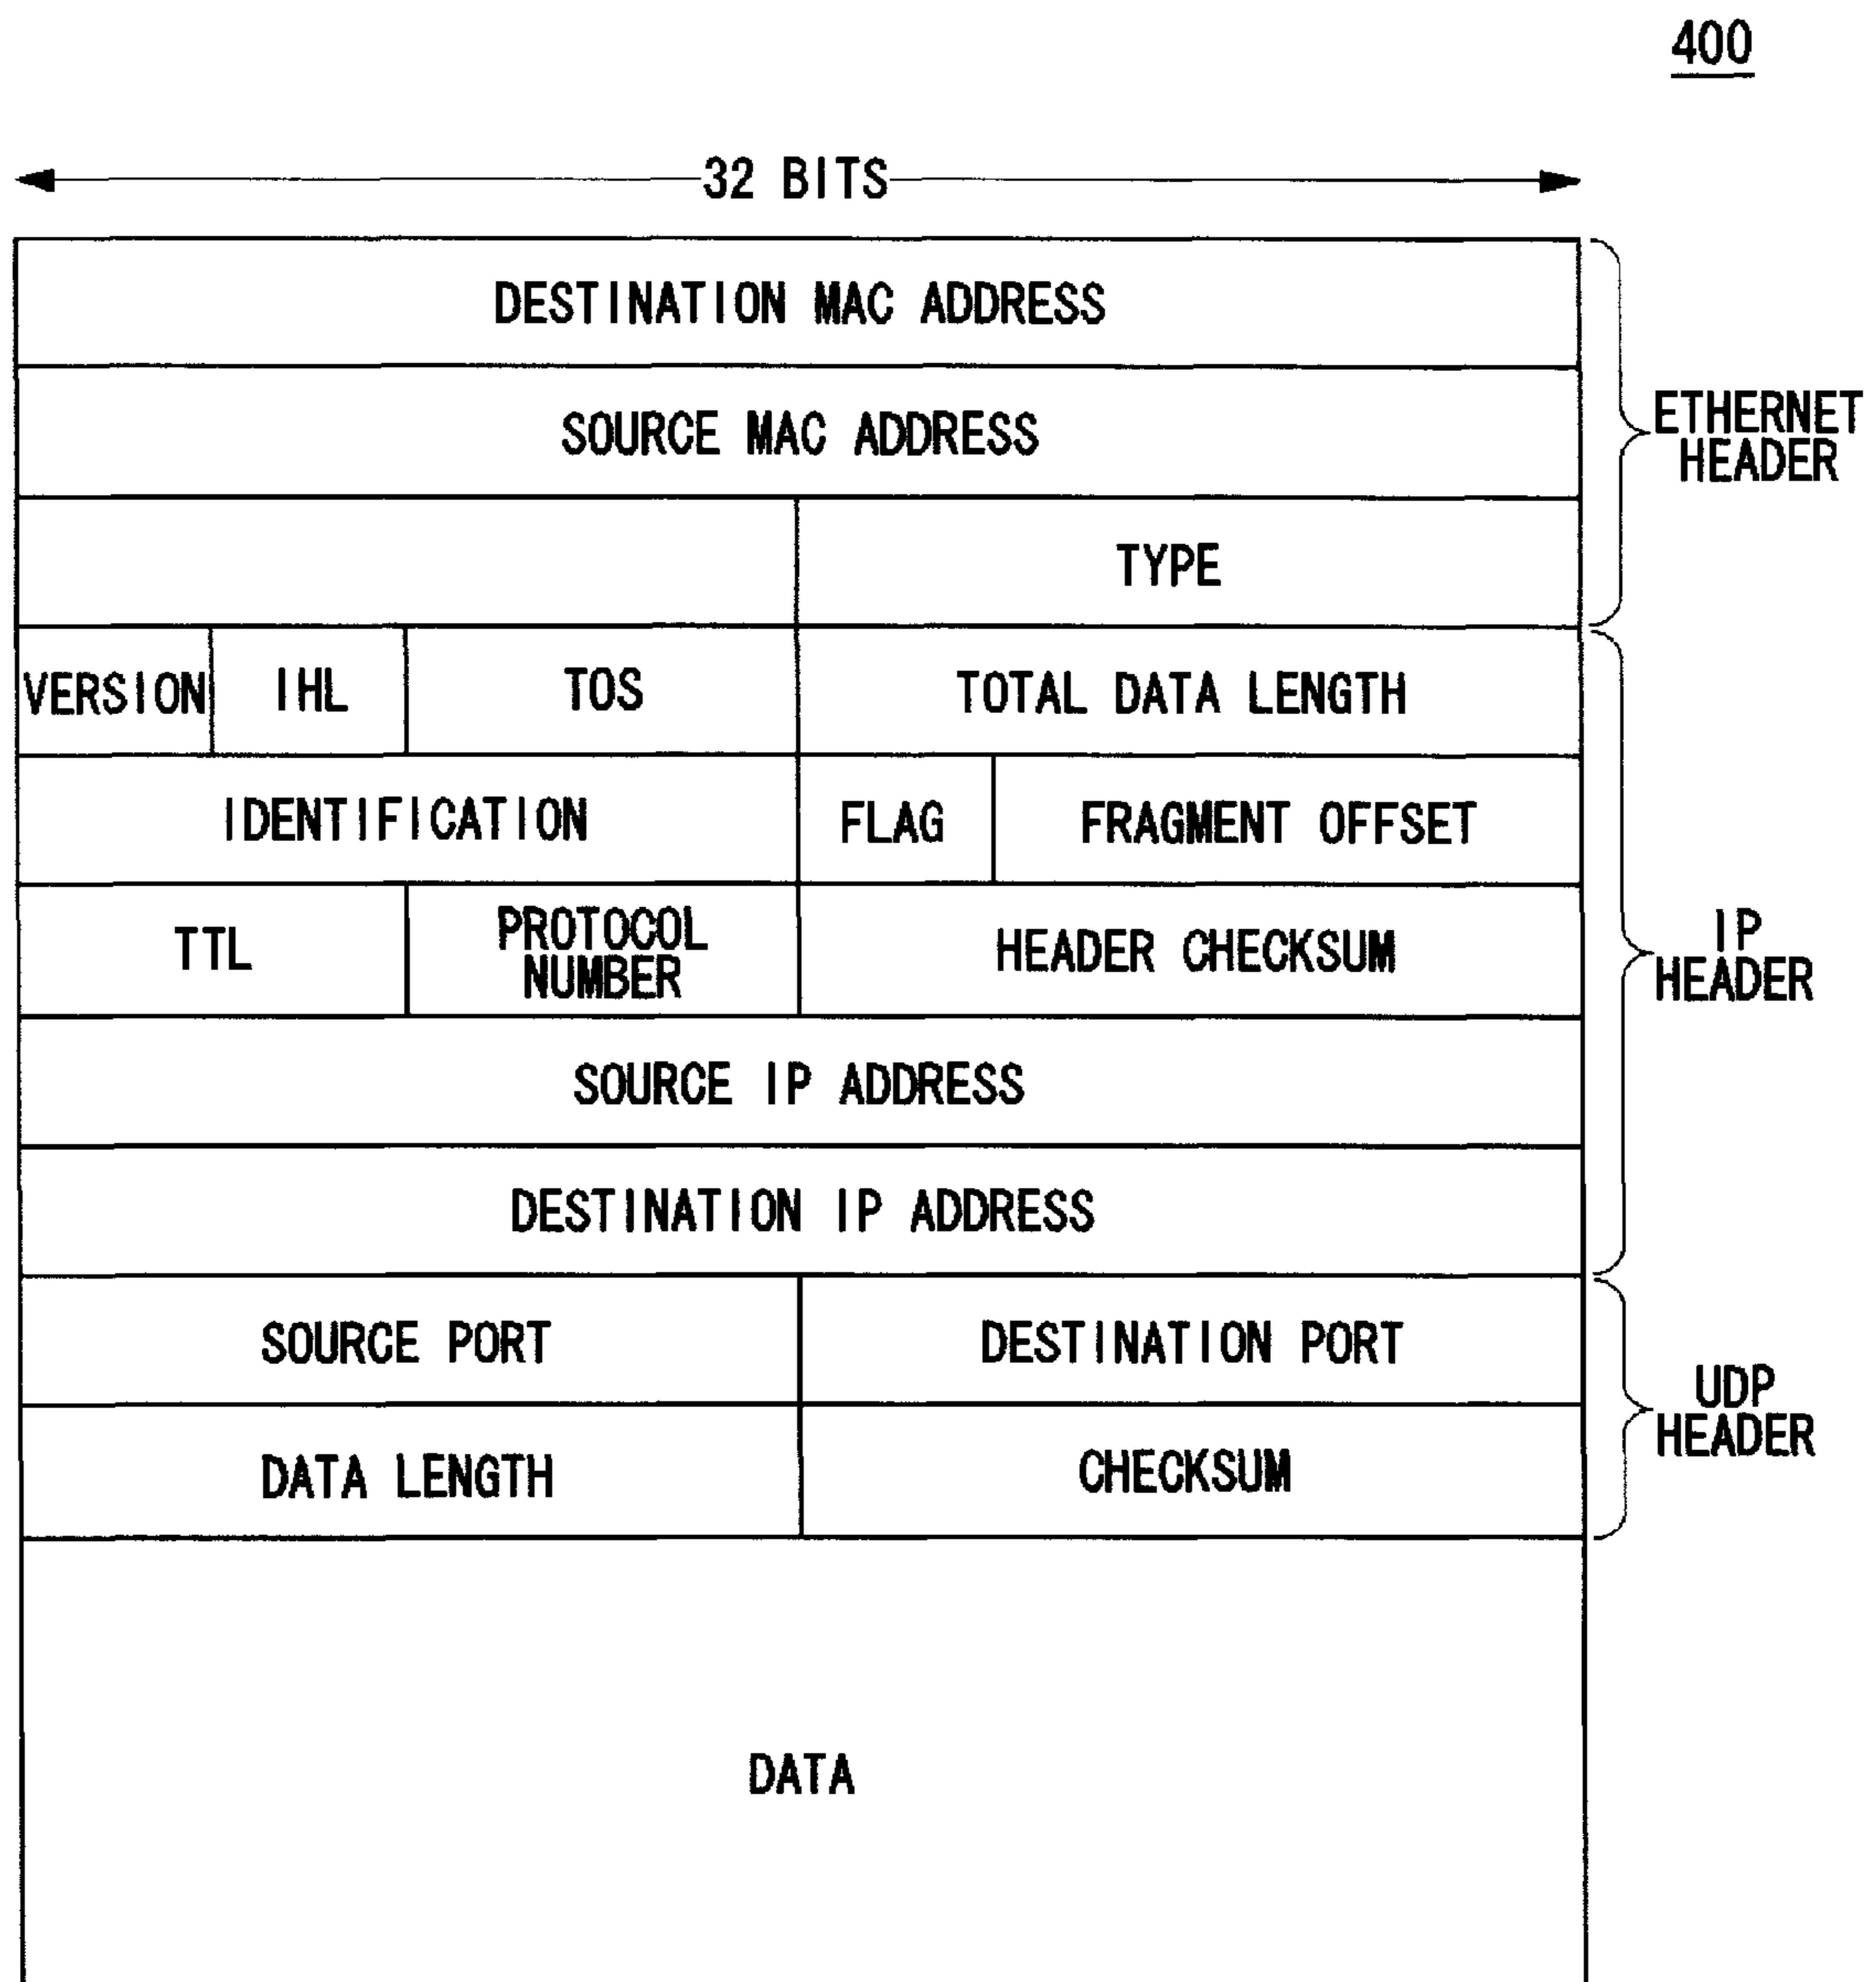 400
32 BITS
DESTINATION MAC ADDRESS
SOURCE MAC ADDRESS
ETHERNET
HEADER
TYPE
VERSION
IHL
TOS
TOTAL DATA LENGTH
IDENTIFICATION
FLAG
FRAGMENT OFFSET
TTL
PROTOCOL
NUMBER
HEADER CHECKSUM
IP
HEADER
SOURCE IP ADDRESS
DESTINATION IP ADDRESS
SOURCE PORT
DESTINATION PORT
UDP
HEADER
DATA LENGTH
CHECKSUM
DATA